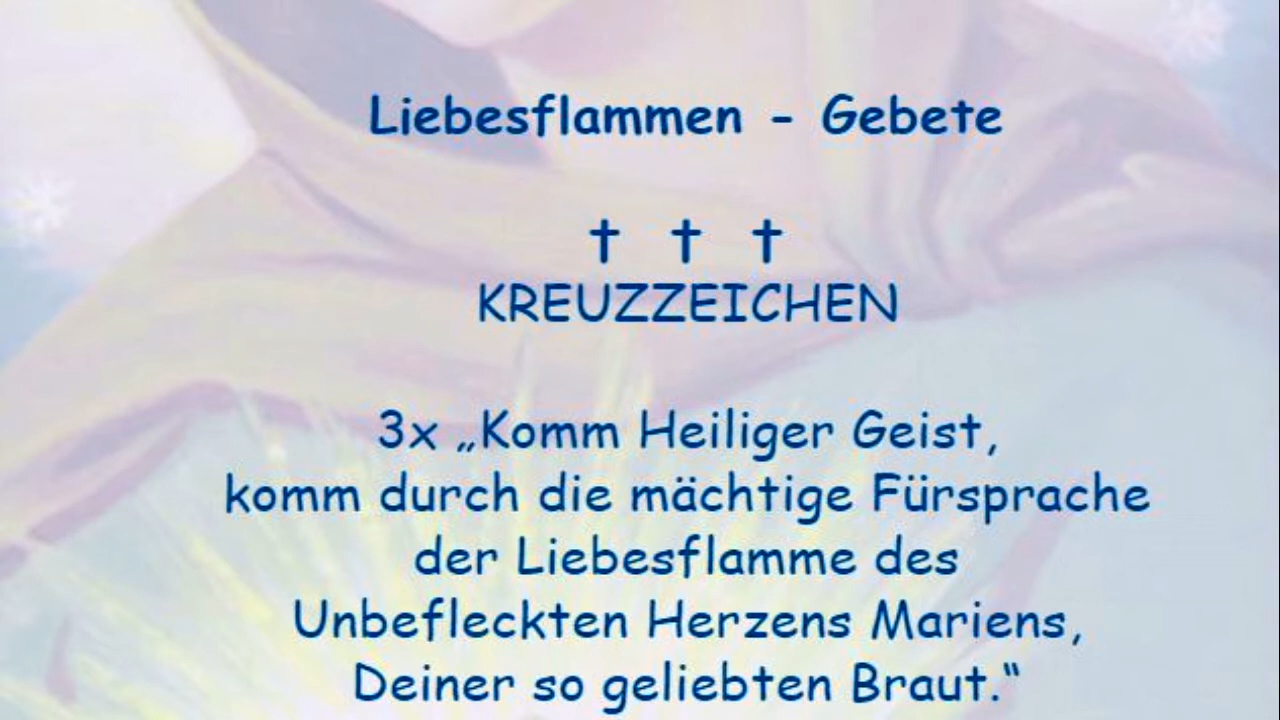 Liebesflammen - Gebete
† † †
KREUZZEICHEN
3x „Komm Heiliger Geist,
komm durch die mächtige Fürsprache
der Liebesflamme des
Unbefleckten Herzens Mariens,
Deiner so geliebten Braut.“